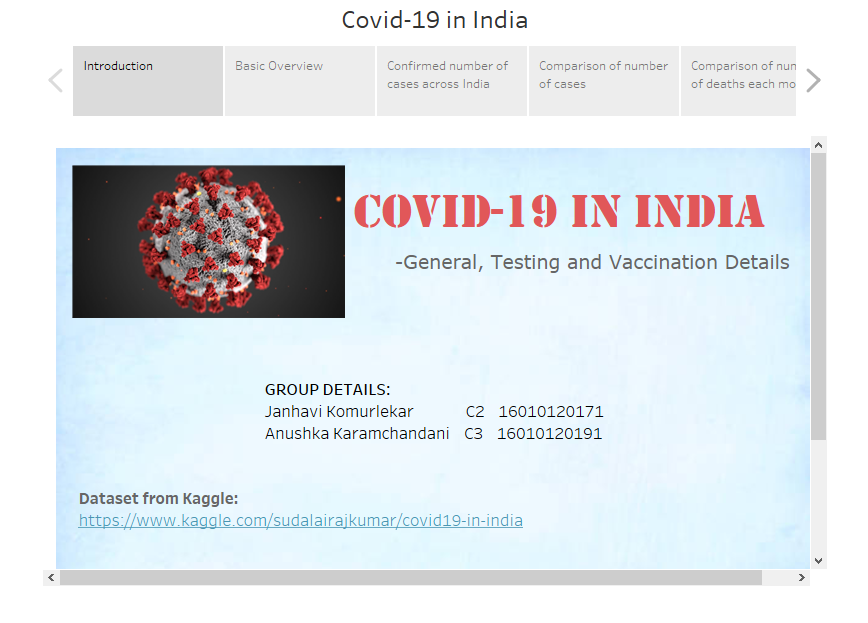 Covid-19 in India
Introduction
Basic Overview
Confirmed number of
cases across India
Comparison of number
of cases
Comparison of num
of deaths each mo
COVID-19 IN INDIA
-General, Testing and Vaccination Details
GROUP DETAILS:
Janhavi Komurlekar C2 16010120171
Anushka Karamchandani C3 16010120191
Dataset from Kaggle:
https://www.kaggle.com/sudalairajkumar/covid19-in-india